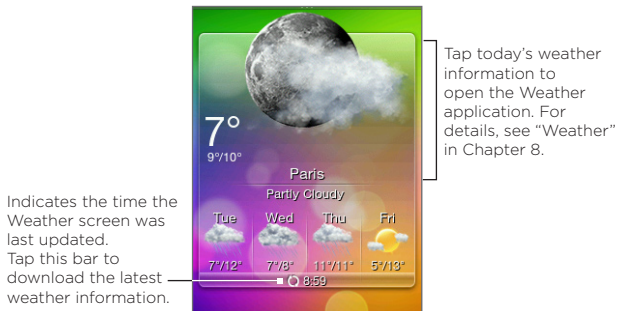 7°
9°/10°
Paris
Partly Cloudy
Tue Wed Thu Fri
7°/12° 7°/8° 11°/11° 5°/13°
8:59
Tap today’s weather
information to
open the Weather
application. For
details, see “Weather”
in Chapter 8.
Indicates the time the
Weather screen was
last updated.
Tap this bar to
download the latest
weather information.